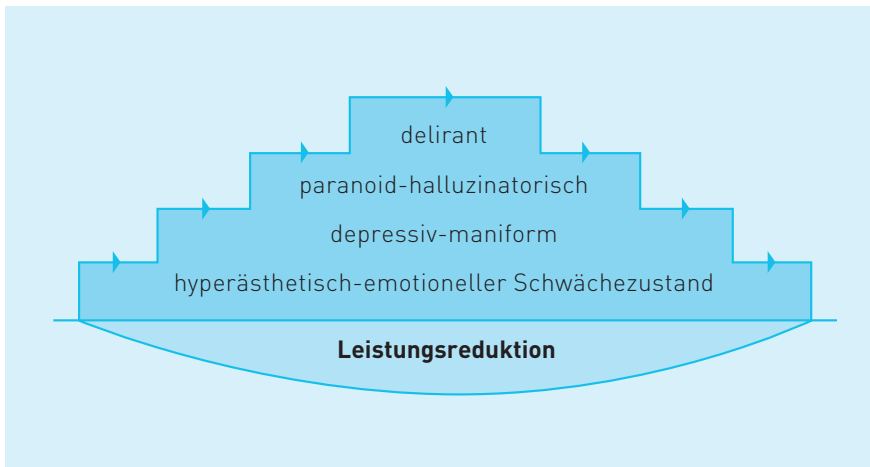 delirant
paranoid-halluzinatorisch
depressiv-maniform
hyperästhetisch-emotioneller Schwächezustand
Leistungsreduktion